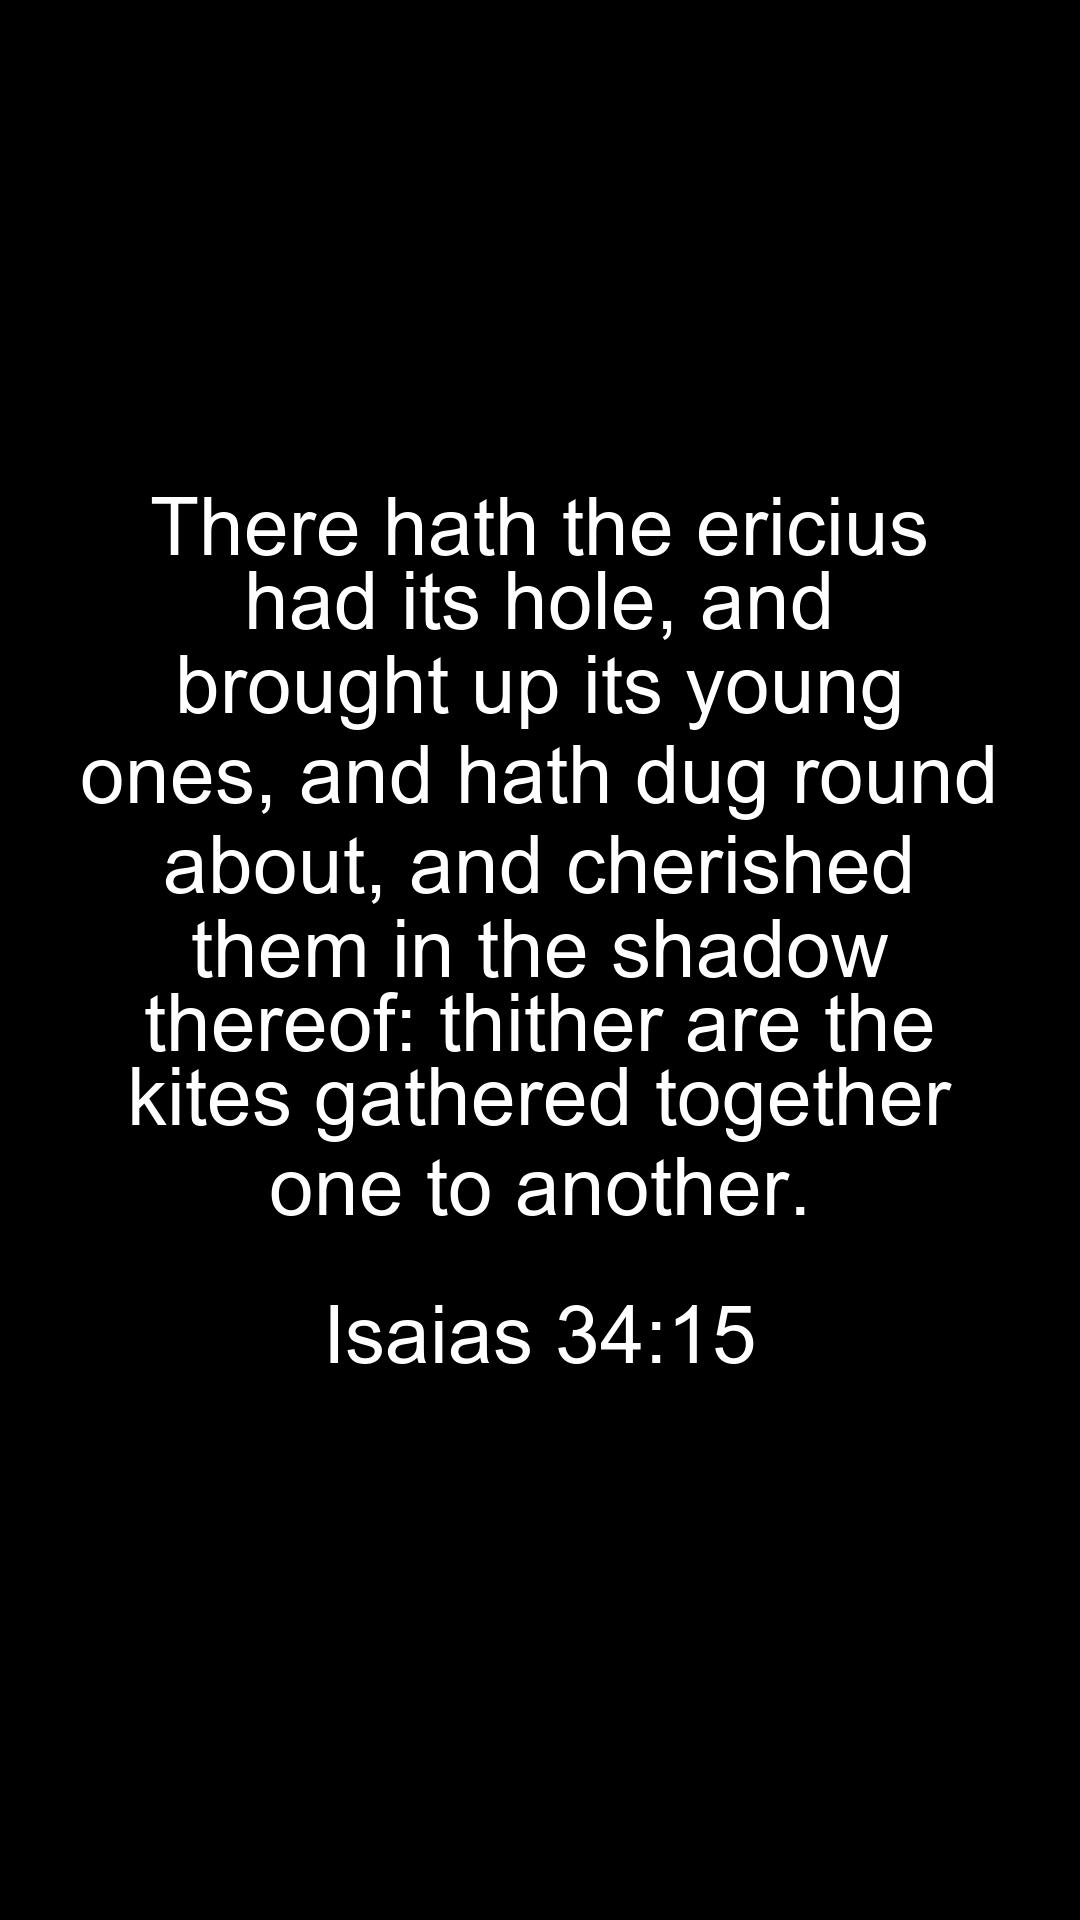 There hath the ericius
had its hole, and
brought up its young
ones, and hath dug round
about, and cherished
them in the shadow
thereof: thither are the
kites gathered together
one to another.
Isaias 34:15